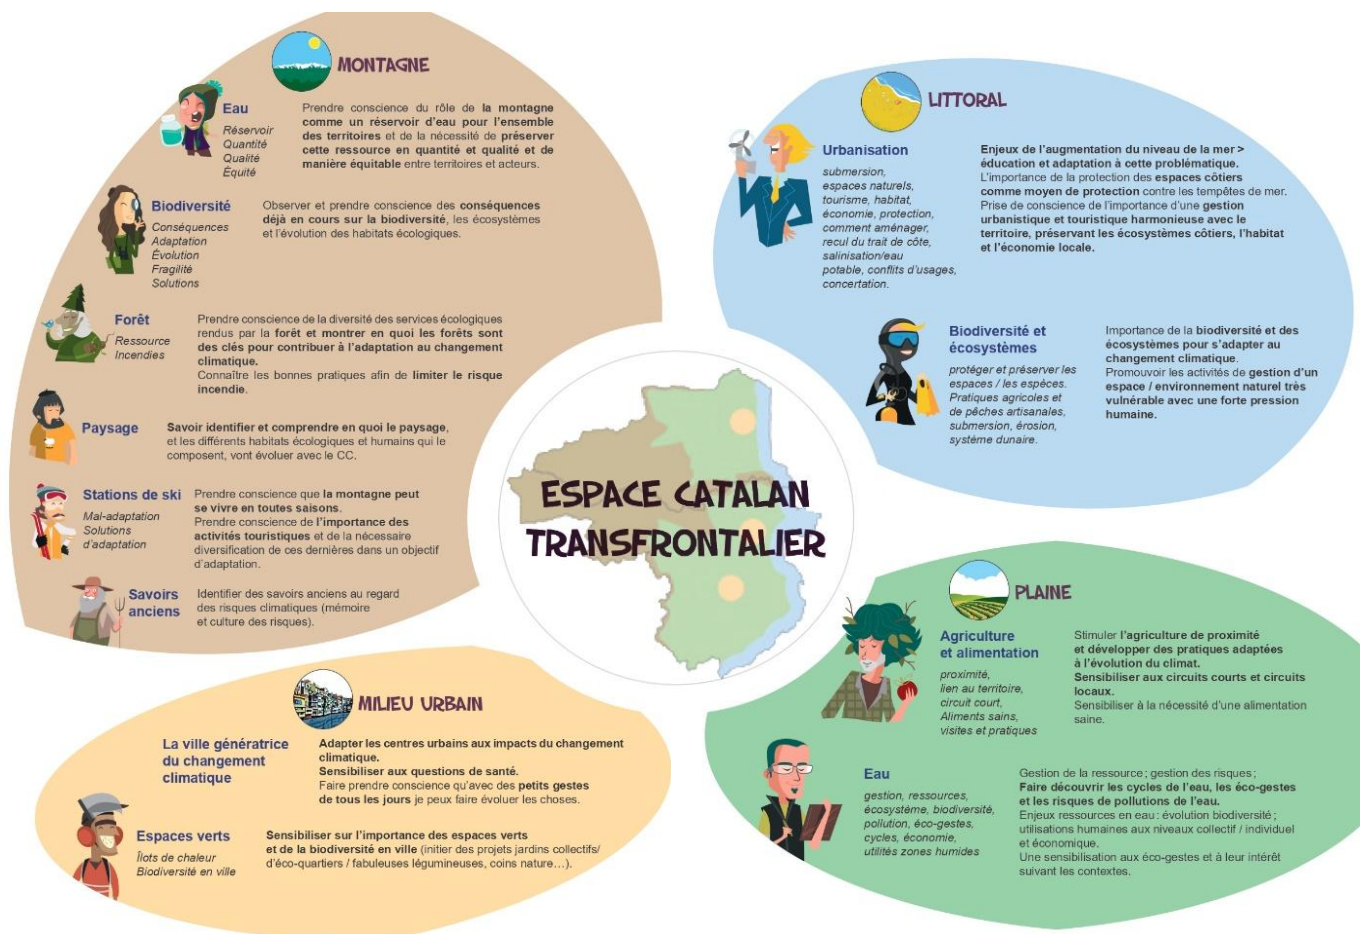 MONTAGNE
Eau
Réservoir
Quantité
Qualité
Équité
Prendre conscience du rôle de la montagne
comme un réservoir d'eau pour l'ensemble
des territoires et de la nécessité de préserver
cette ressource en quantité et qualité et de
manière équitable entre territoires et acteurs.
Biodiversité
Conséquences
Adaptation
Évolution
Fragilité
Solutions
Observer et prendre conscience des conséquences
déjà en cours sur la biodiversité, les écosystèmes
et l'évolution des habitats écologiques.
Forêt
Ressource
Incendies
Prendre conscience de la diversité des services écologiques
rendus par la forêt et montrer en quoi les forêts sont
des clés pour contribuer à l'adaptation au changement
climatique.
Connaître les bonnes pratiques afin de limiter le risque
incendie.
Paysage
Savoir identifier et comprendre en quoi le paysage,
et les différents habitats écologiques et humains qui le
composent, vont évoluer avec le CC.
Stations de ski
Mal-adaptation
Solutions
d'adaptation
Prendre conscience que la montagne peut
se vivre en toutes saisons.
Prendre conscience de l'importance des
activités touristiques et de la nécessaire
diversification de ces dernières dans un objectif
d'adaptation.
Savoirs
anciens
Identifier des savoirs anciens au regard
des risques climatiques (mémoire
et culture des risques).
LITTORAL
Urbanisation
submersion,
espaces naturels,
tourisme, habitat,
économie, protection,
comment aménager,
recul du trait de côte,
salinisation/eau
potable, conflits d'usages,
concertation.
Enjeux de l'augmentation du niveau de la mer >
éducation et adaptation à cette problématique.
L'importance de la protection des espaces côtiers
comme moyen de protection contre les tempêtes de mer.
Prise de conscience de l'importance d'une gestion
urbanistique et touristique harmonieuse avec le
territoire, préservant les écosystèmes côtiers, l'habitat
et l'économie locale.
Biodiversité et
écosystèmes
protéger et préserver les
espaces / les espèces.
Pratiques agricoles et
de pêches artisanales,
submersion, érosion,
système dunaire.
Importance de la biodiversité et des
écosystèmes pour s'adapter au
changement climatique.
Promouvoir les activités de gestion d'un
espace / environnement naturel très
vulnérable avec une forte pression
humaine.
ESPACE CATALAN
TRANSFRONTALIER
MILIEU URBAIN
La ville génératrice
du changement
climatique
Adapter les centres urbains aux impacts du changement
climatique.
Sensibiliser aux questions de santé.
Faire prendre conscience qu'avec des petits gestes
de tous les jours je peux faire évoluer les choses.
Espaces verts
Îlots de chaleur
Biodiversité en ville
Sensibiliser sur l'importance des espaces verts
et de la biodiversité en ville (initier des projets jardins collectifs/
d'éco-quartiers / fabuleuses légumineuses, coins nature…).
PLAINE
Agriculture
et alimentation
proximité,
lien au territoire,
circuit court,
Aliments sains,
visites et pratiques
Stimuler l'agriculture de proximité
et développer des pratiques adaptées
à l'évolution du climat.
Sensibiliser aux circuits courts et circuits
locaux.
Sensibiliser à la nécessité d'une alimentation
saine.
Eau
gestion, ressources,
écosystème, biodiversité,
pollution, éco-gestes,
cycles, économie,
utilités zones humides
Gestion de la ressource ; gestion des risques ;
Faire découvrir les cycles de l'eau, les éco-gestes
et les risques de pollutions de l'eau.
Enjeux ressources en eau : évolution biodiversité ;
utilisations humaines aux niveaux collectif / individuel
et économique.
Une sensibilisation aux éco-gestes et à leur intérêt
suivant les contextes.